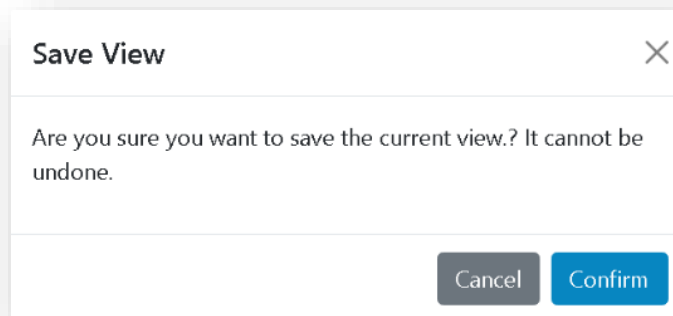 Save View
Are you sure you want to save the current view.? It cannot be
undone.
Cancel
Confirm